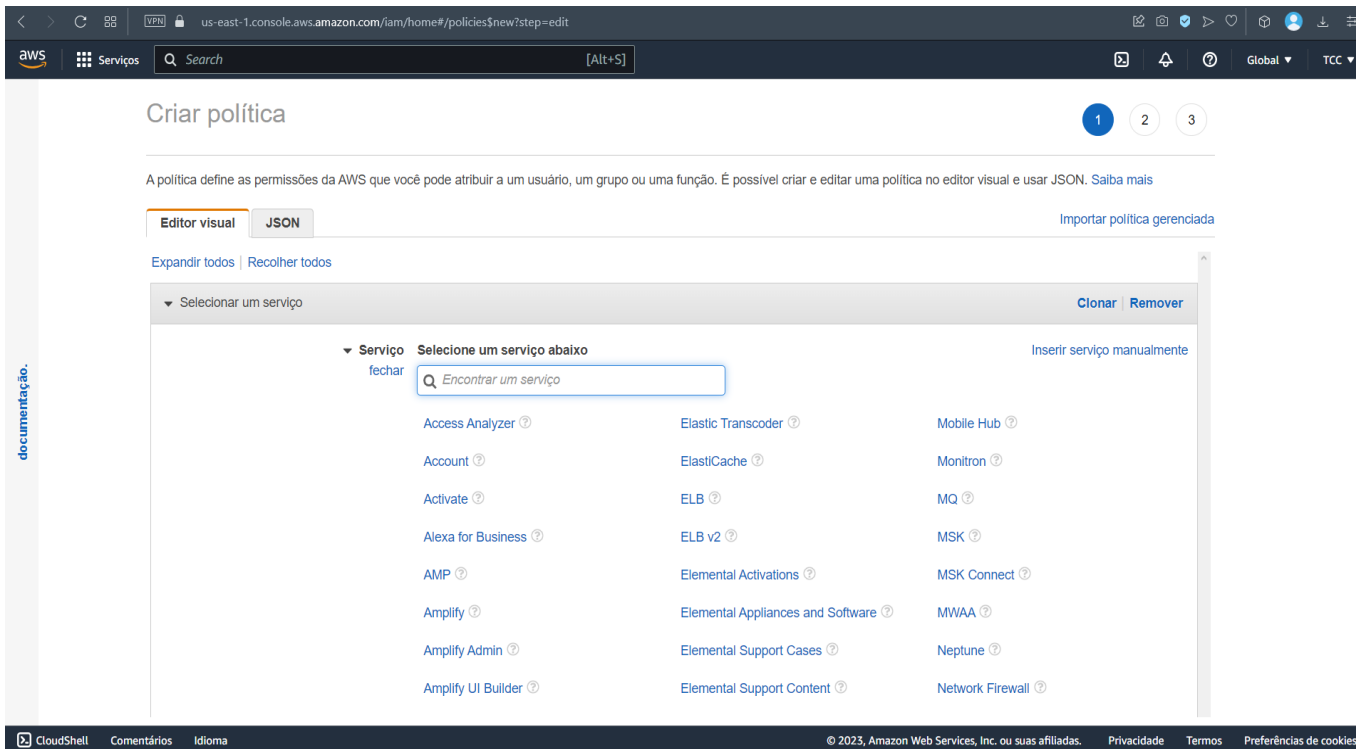 VPN us-east-1.console.aws.amazon.com/iam/home#/policies$new?step=edit
aws Serviços Search [Alt+S] Global ▼ TCC ▼
Criar política
1 2 3
A política define as permissões da AWS que você pode atribuir a um usuário, um grupo ou uma função. É possível criar e editar uma política no editor visual e usar JSON. Saiba mais
Editor visual JSON Importar política gerenciada
Expandir todos | Recolher todos
Selecionar um serviço Clonar | Remover
Serviço Selecione um serviço abaixo Inserir serviço manualmente
fechar Encontrar um serviço
documentação.
Access Analyzer Elastic Transcoder Mobile Hub
Account ElastiCache Monitron
Activate ELB MQ
Alexa for Business ELB v2 MSK
AMP Elemental Activations MSK Connect
Amplify Elemental Appliances and Software MWAA
Amplify Admin Elemental Support Cases Neptune
Amplify UI Builder Elemental Support Content Network Firewall
CloudShell Comentários Idioma © 2023, Amazon Web Services, Inc. ou suas afiliadas. Privacidade Termos Preferências de cookies